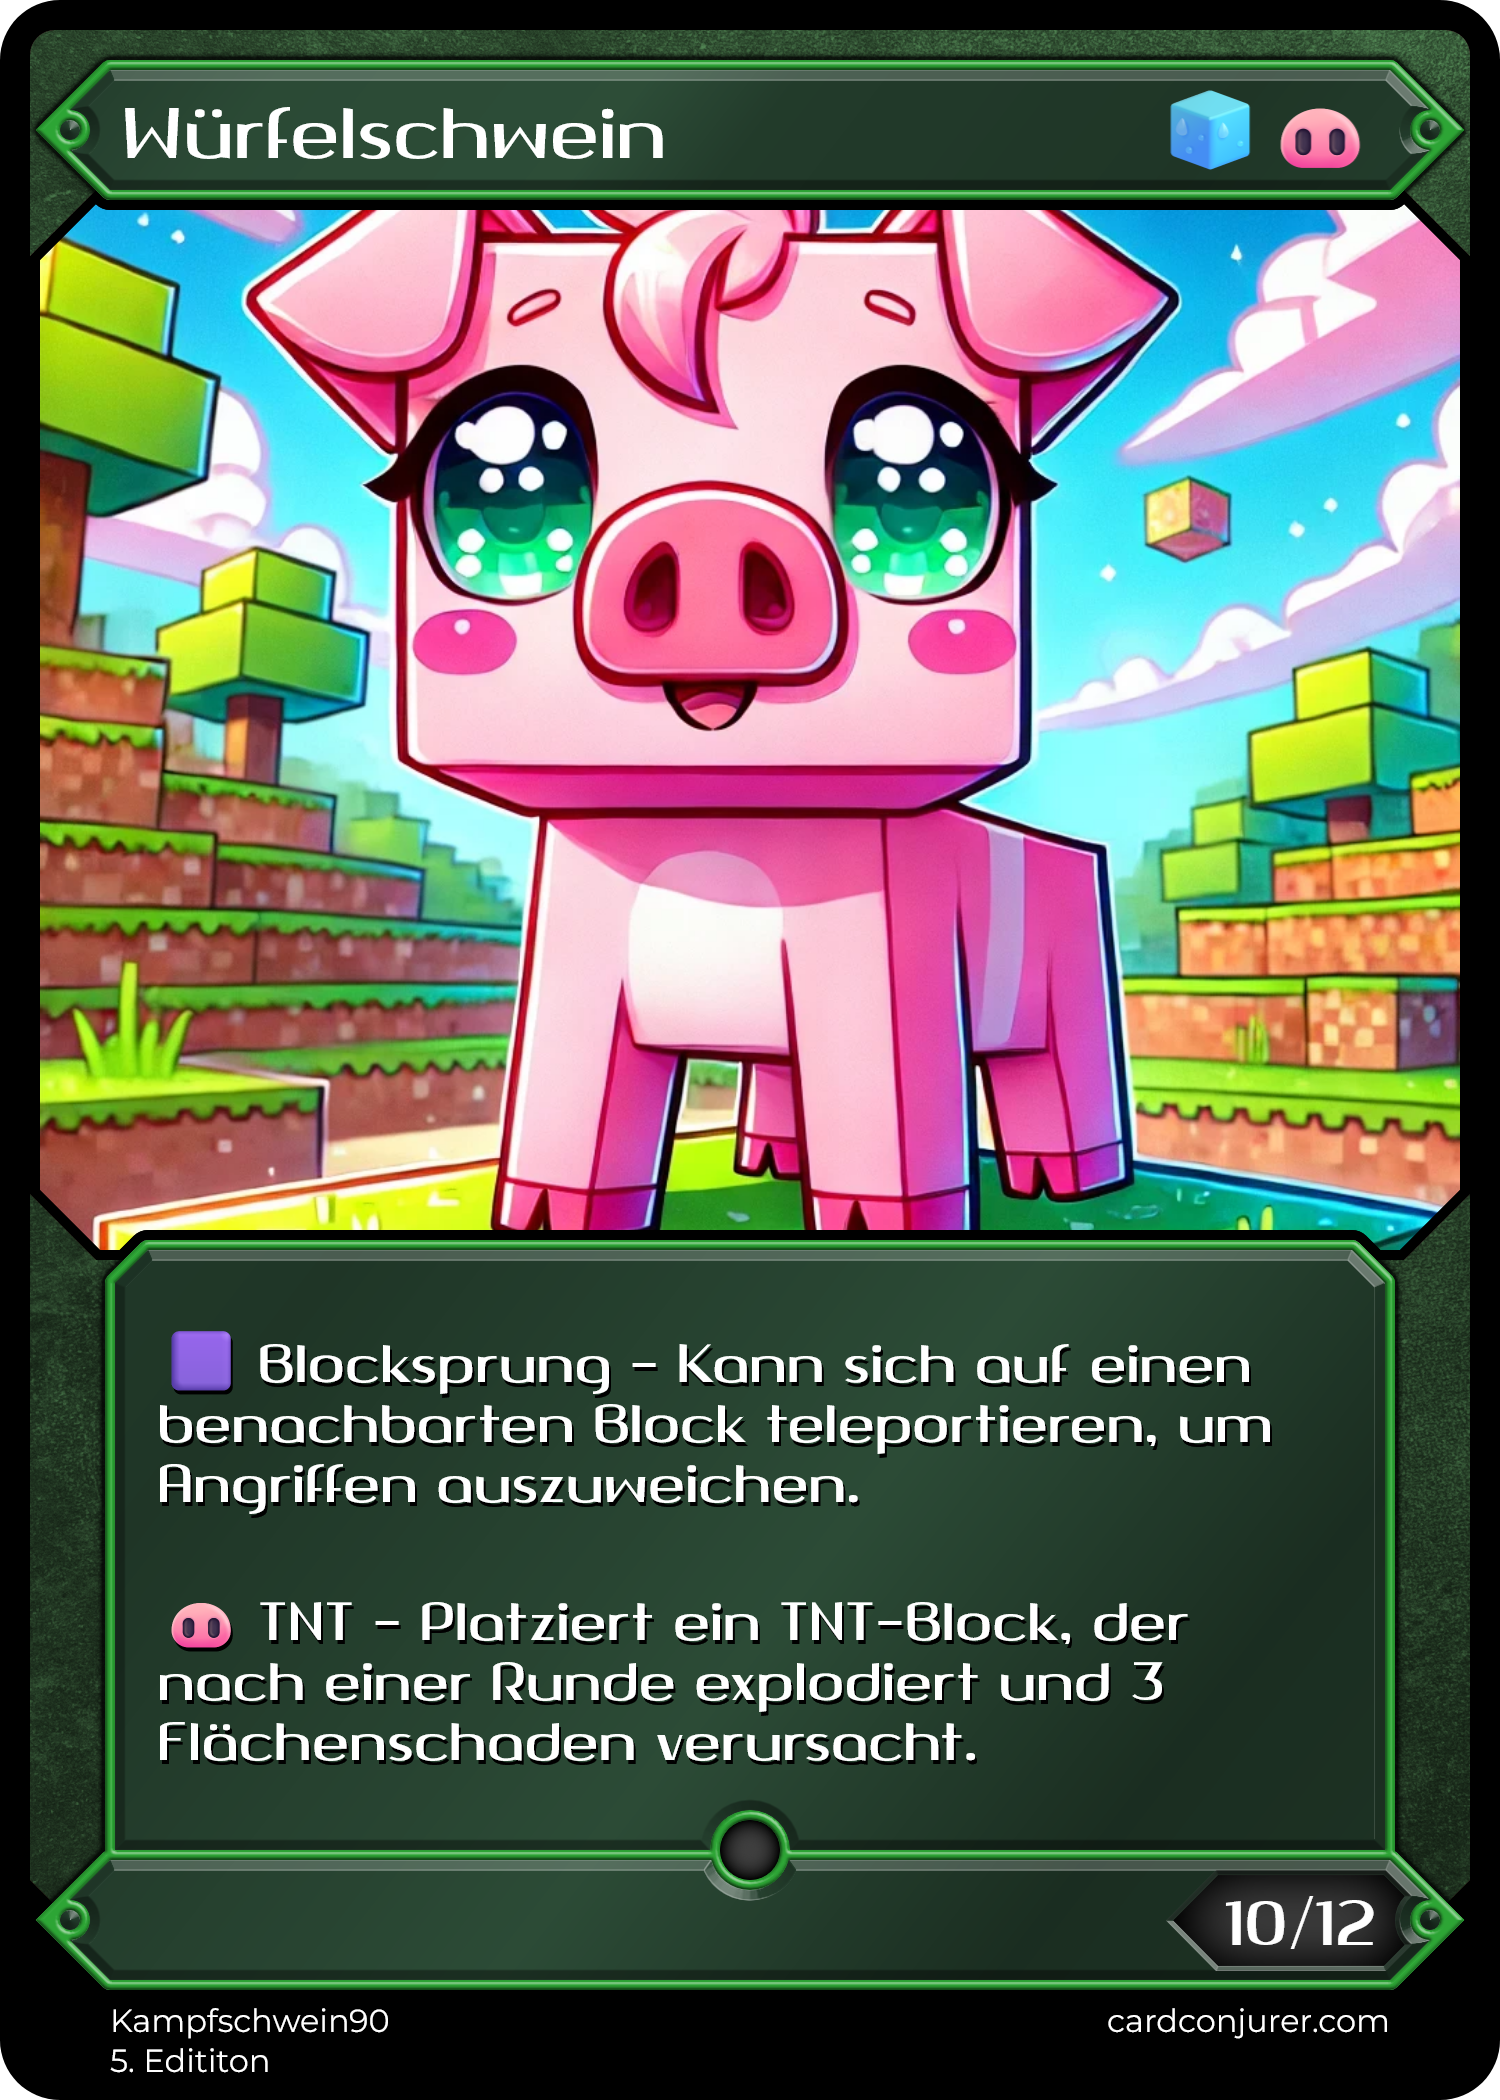 Würfelschwein
Blocksprung - Kann sich auf einen
benachbarten Block teleportieren, um
Angriffen auszuweichen.
TNT - Platziert ein TNT-Block, der
nach einer Runde explodiert und 3
Flächenschaden verursacht.
10/12
Kampfschwein90
cardconjurer.com
5. Edititon